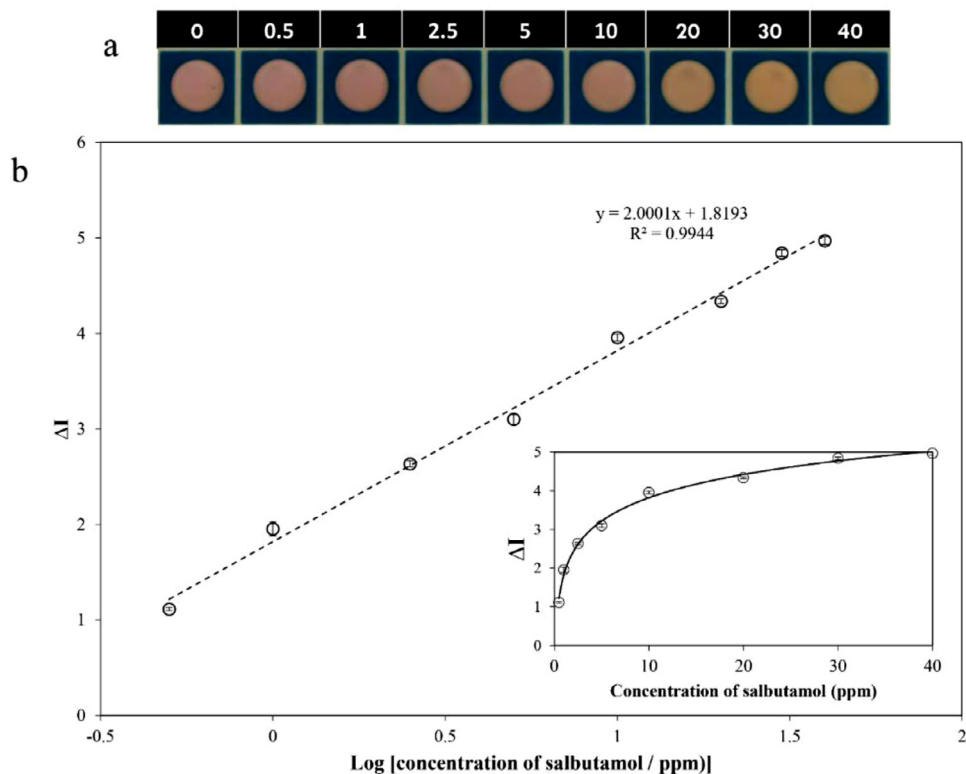 a
0 0.5 1 2.5 5 10 20 30 40
b
6
5
4
3
2
1
0
ΔI
y = 2.0001x + 1.8193
R² = 0.9944
5
4
3
2
1
0
ΔI
0 10 20 30 40
Concentration of salbutamol (ppm)
-0.5 0 0.5 1 1.5 2
Log [concentration of salbutamol / ppm)]